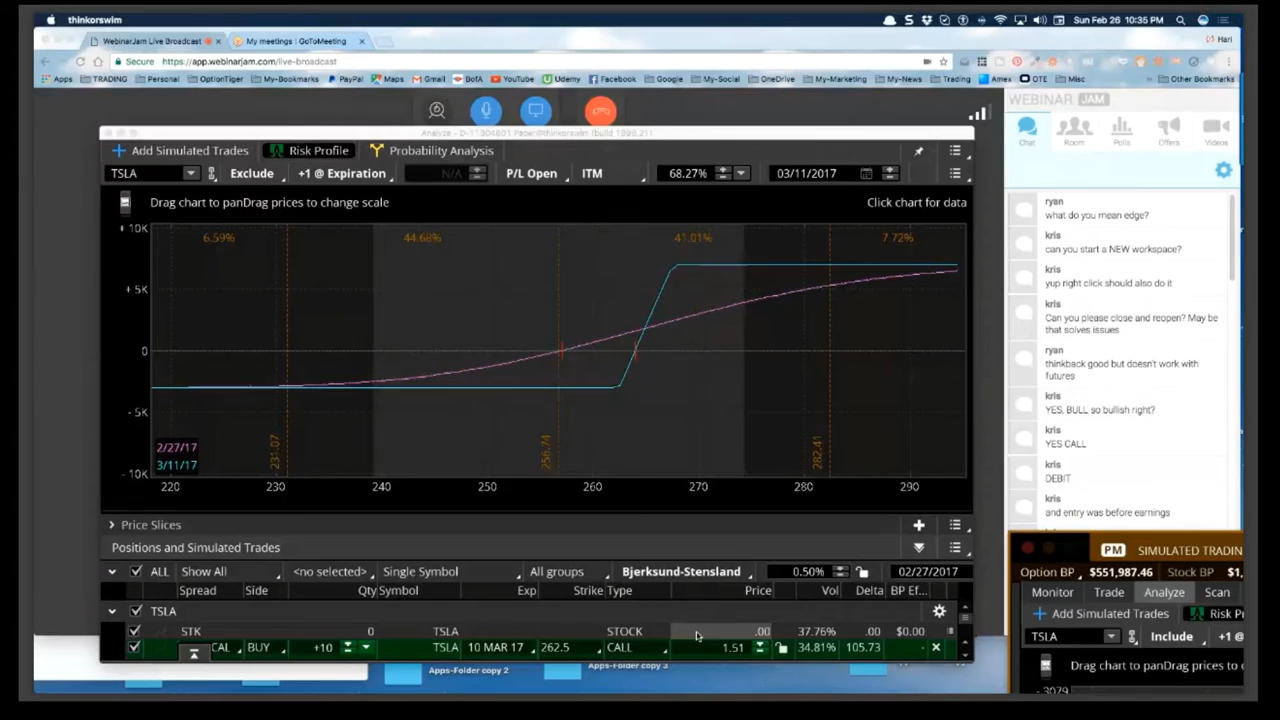 thinkorswim
Sun Feb 26 10:35 PM
WebinarJam Live Broadcast
My meetings | GoToMeeting
Hari
Secure https://app.webinarjam.com/live-broadcast
Apps TRADING Personal OptionTiger My-Bookmarks PayPal Maps Gmail BofA YouTube Udemy Facebook Google My-Social OneDrive My-Marketing My-News Trading Amex OTE Misc Other Bookmarks
WEBINAR JAM
Chat Room Polls Offers Videos
Add Simulated Trades Risk Profile Probability Analysis
TSLA Exclude +1 @ Expiration N/A P/L Open ITM 68.27% 03/11/2017
Drag chart to panDrag prices to change scale Click chart for data
+ 10K
6.59% 44.68% 41.01% 7.72%
+ 5K
0
- 5K
- 10K
231.07 256.74 282.41
2/27/17
3/11/17
220 230 240 250 260 270 280 290
Price Slices
Positions and Simulated Trades
ALL Show All <no selected> Single Symbol All groups Bjerksund-Stensland 0.50% 02/27/2017
Spread Side Qty Symbol Exp Strike Type Price Vol Delta BP Ef...
TSLA
STK 0 TSLA STOCK .00 37.76% .00 $0.00
CAL BUY +10 TSLA 10 MAR 17 262.5 CALL 1.51 34.81% 105.73 -
Apps-Folder copy 2
Apps-Folder copy 3
ryan
what do you mean edge?
kris
can you start a NEW workspace?
kris
yup right click should also do it
kris
Can you please close and reopen? May be
that solves issues
ryan
thinkback good but doesn't work with
futures
kris
YES, BULL so bullish right?
kris
YES CALL
kris
DEBIT
kris
and entry was before earnings
PM SIMULATED TRADIN
Option BP $551,987.46 Stock BP $1,
Monitor Trade Analyze Scan
Add Simulated Trades Risk Pr
TSLA Include +1 @
Drag chart to panDrag prices to c
-3079